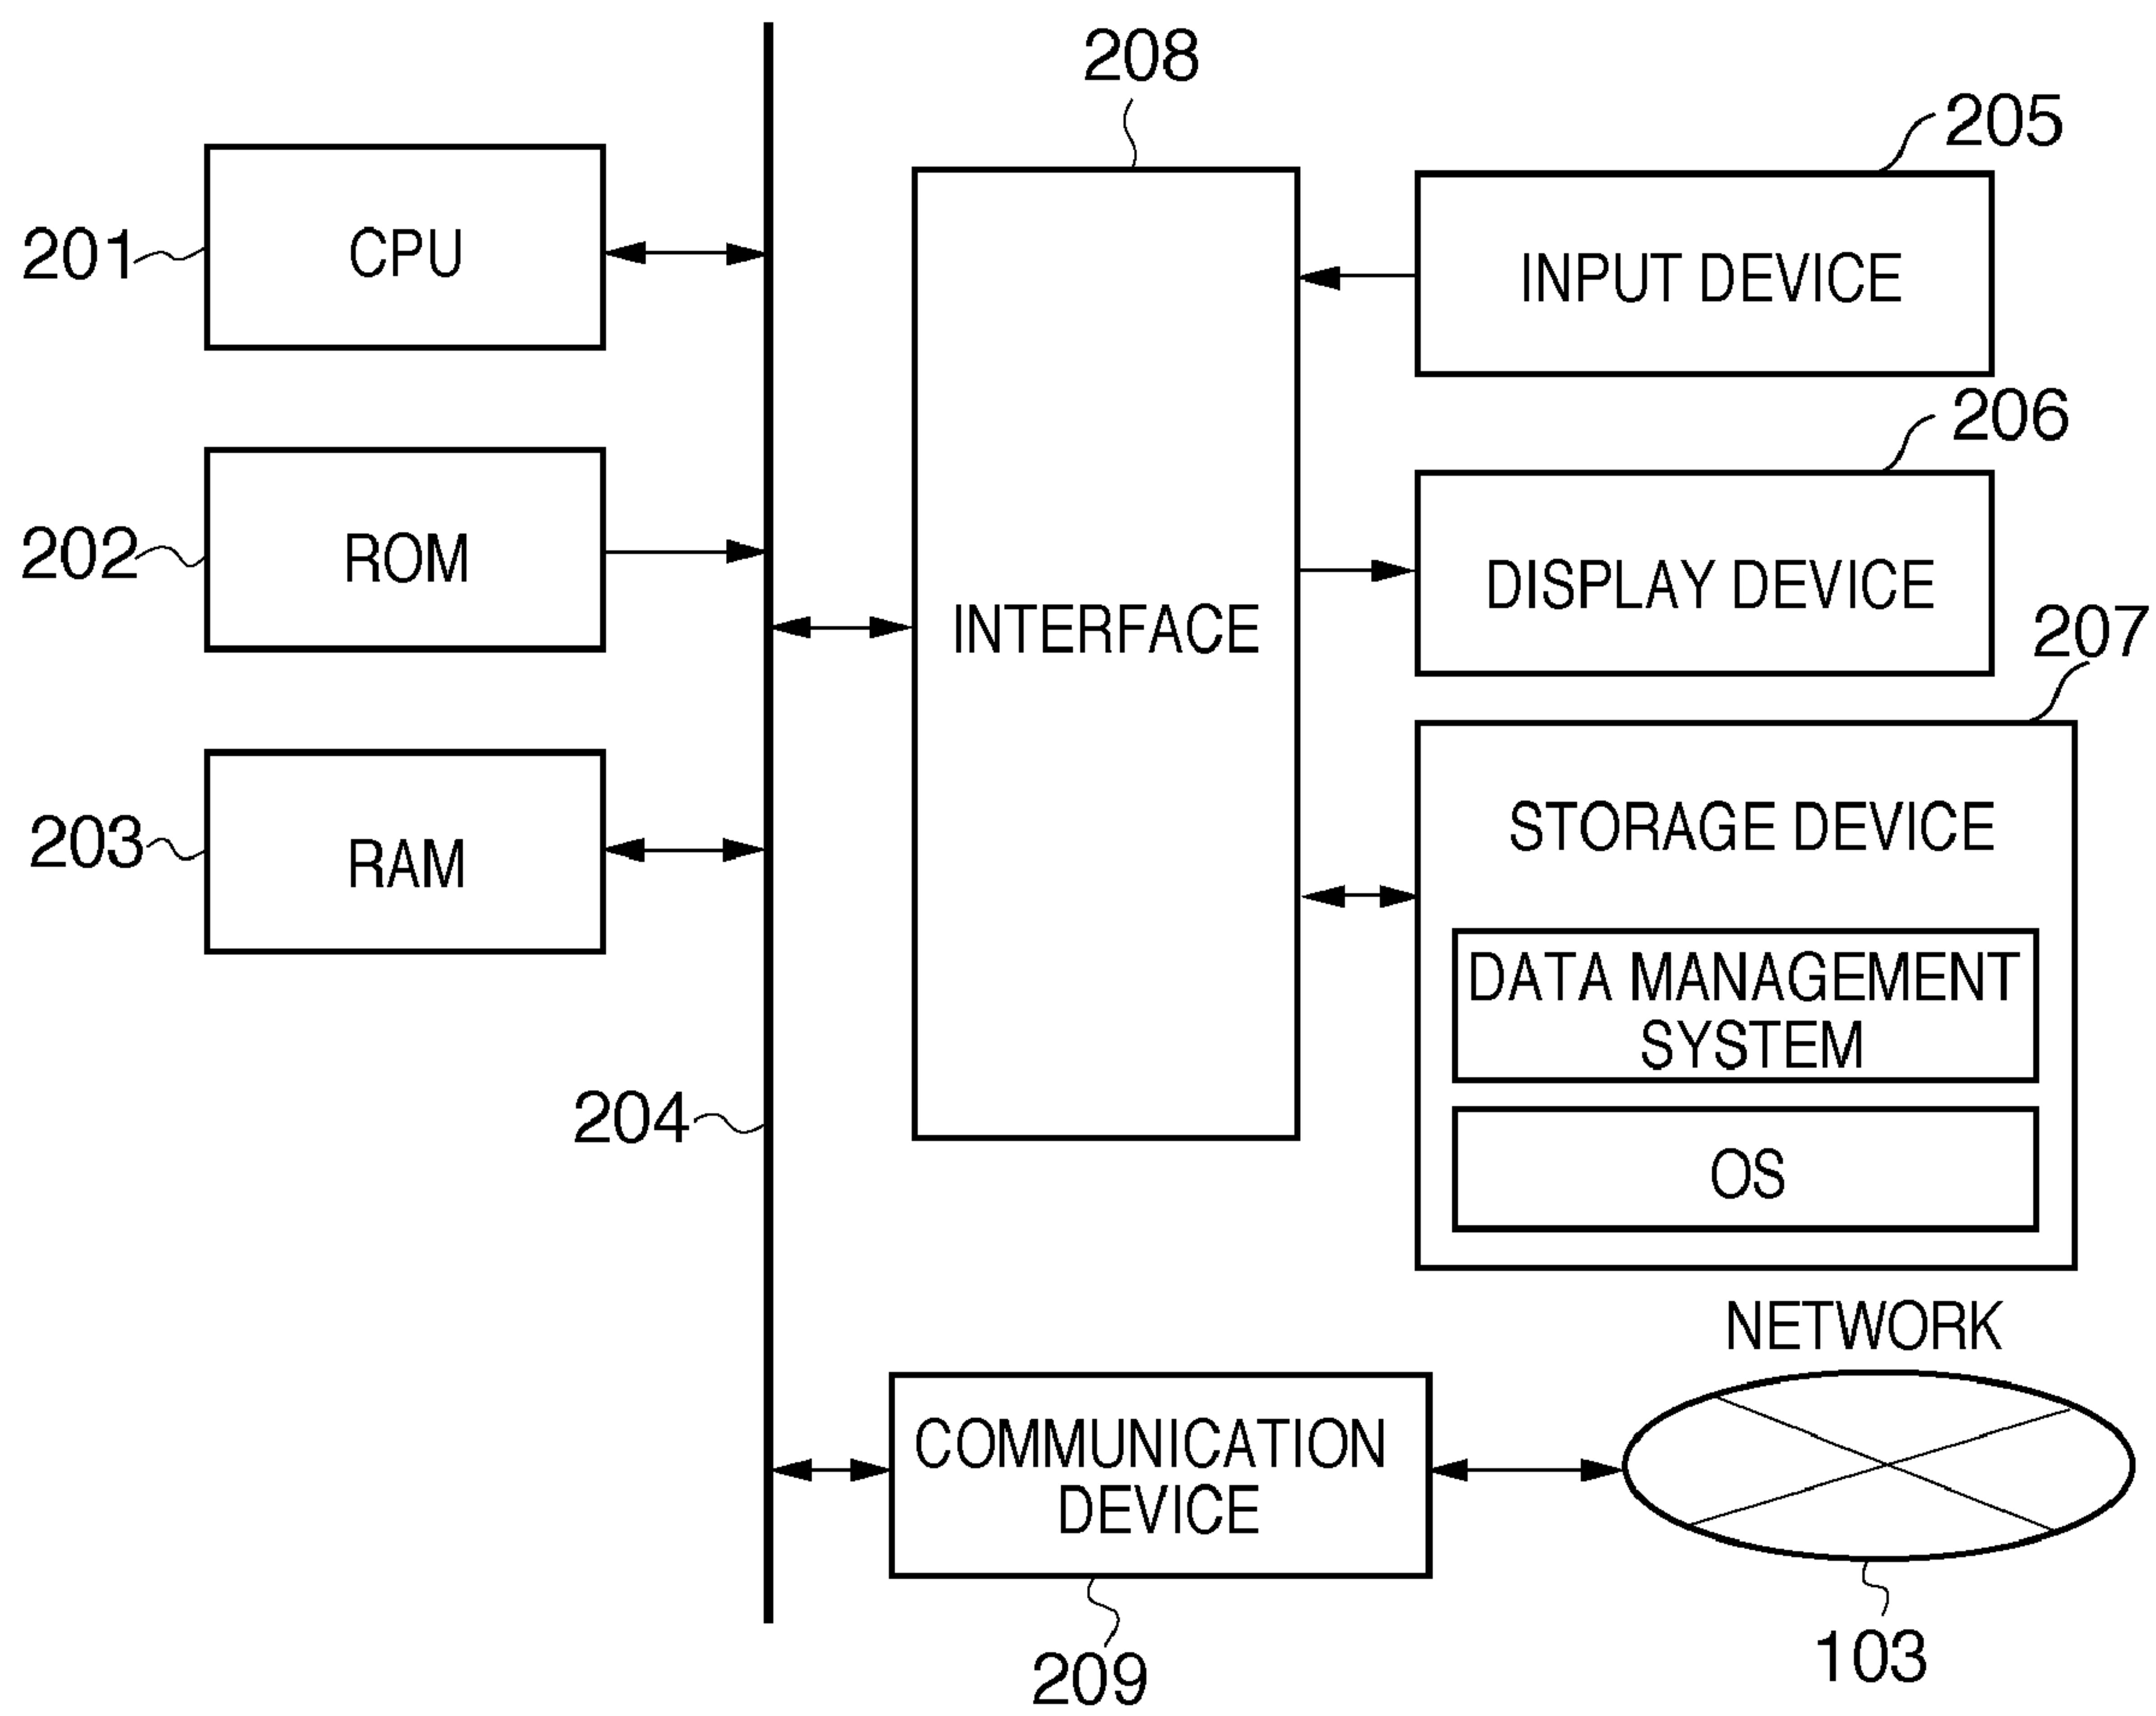 208
205
201
CPU
INPUT DEVICE
206
202
ROM
INTERFACE
DISPLAY DEVICE
207
203
RAM
STORAGE DEVICE
DATA MANAGEMENT
SYSTEM
204
OS
NETWORK
COMMUNICATION
DEVICE
209
103